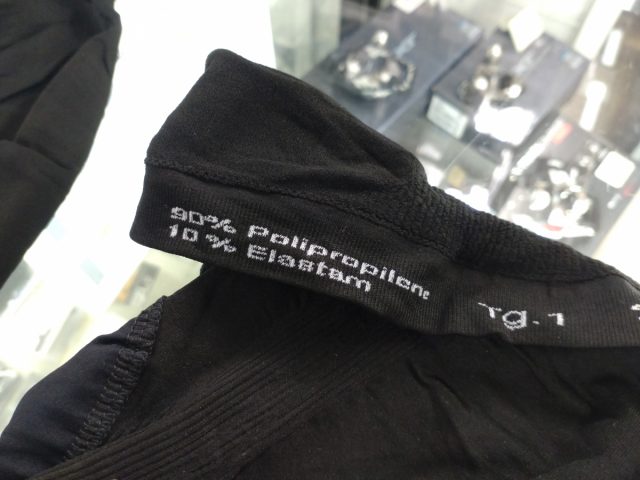 90% Polipropilene
10 % Elastam
Tg. 1